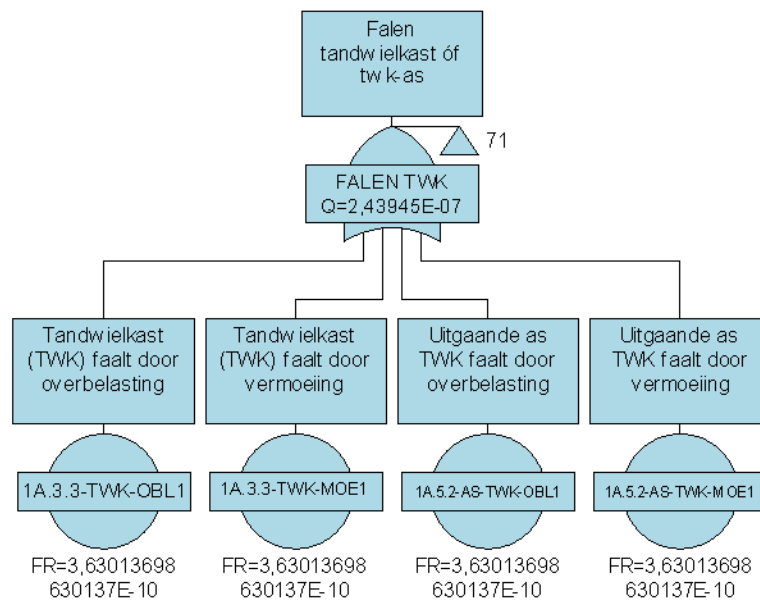 Falen
tandwielkast óf
twk-as
71
FALEN TWK
Q=2,43945E-07
Tandwielkast
(TWK) faalt door
overbelasting
Tandwielkast
(TWK) faalt door
vermoeiing
Uitgaande as
TWK faalt door
overbelasting
Uitgaande as
TWK faalt door
vermoeiing
1A.3.3-TWK-OBL1
1A.3.3-TWK-MOE1
1A.5.2-AS-TWK-OBL1
1A.5.2-AS-TWK-MOE1
FR=3,63013698
630137E-10
FR=3,63013698
630137E-10
FR=3,63013698
630137E-10
FR=3,63013698
630137E-10